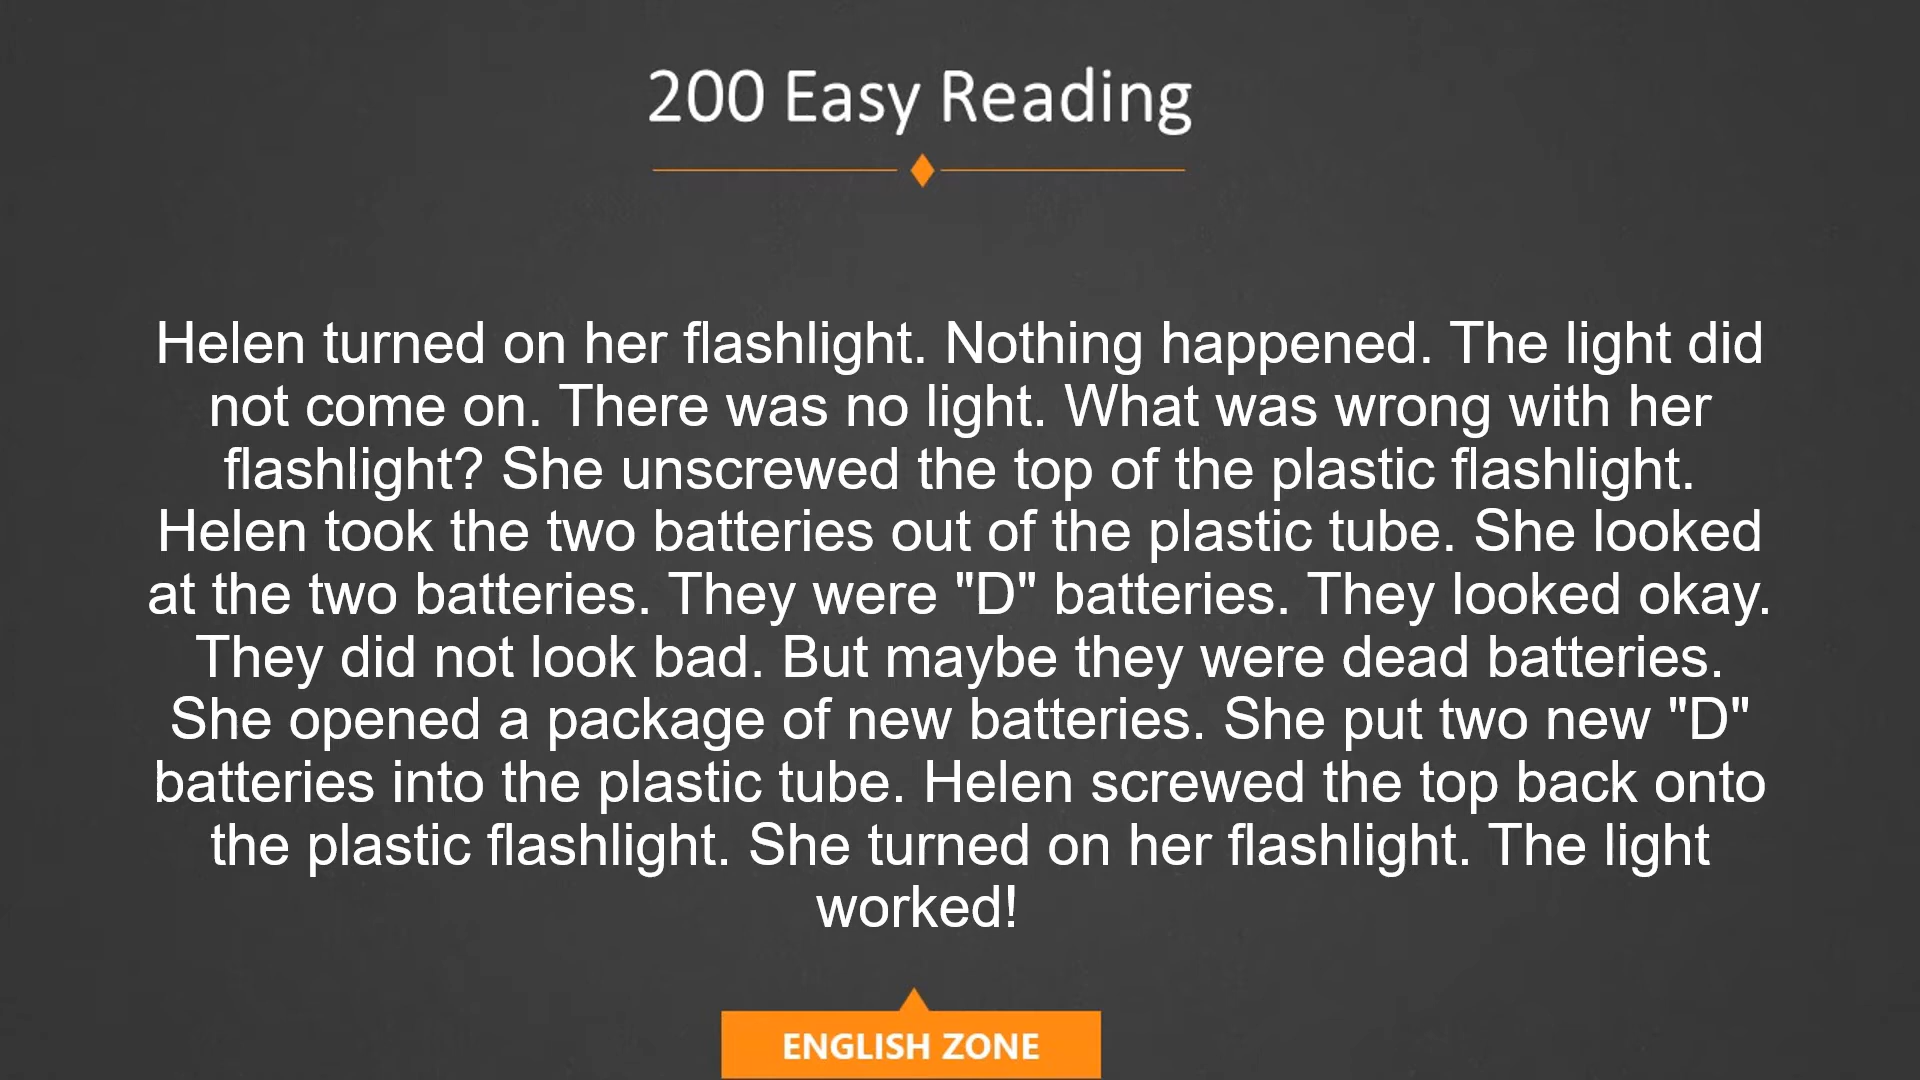 200 Easy Reading
Helen turned on her flashlight. Nothing happened. The light did
not come on. There was no light. What was wrong with her
flashlight? She unscrewed the top of the plastic flashlight.
Helen took the two batteries out of the plastic tube. She looked
at the two batteries. They were "D" batteries. They looked okay.
They did not look bad. But maybe they were dead batteries.
She opened a package of new batteries. She put two new "D"
batteries into the plastic tube. Helen screwed the top back onto
the plastic flashlight. She turned on her flashlight. The light
worked!
ENGLISH ZONE